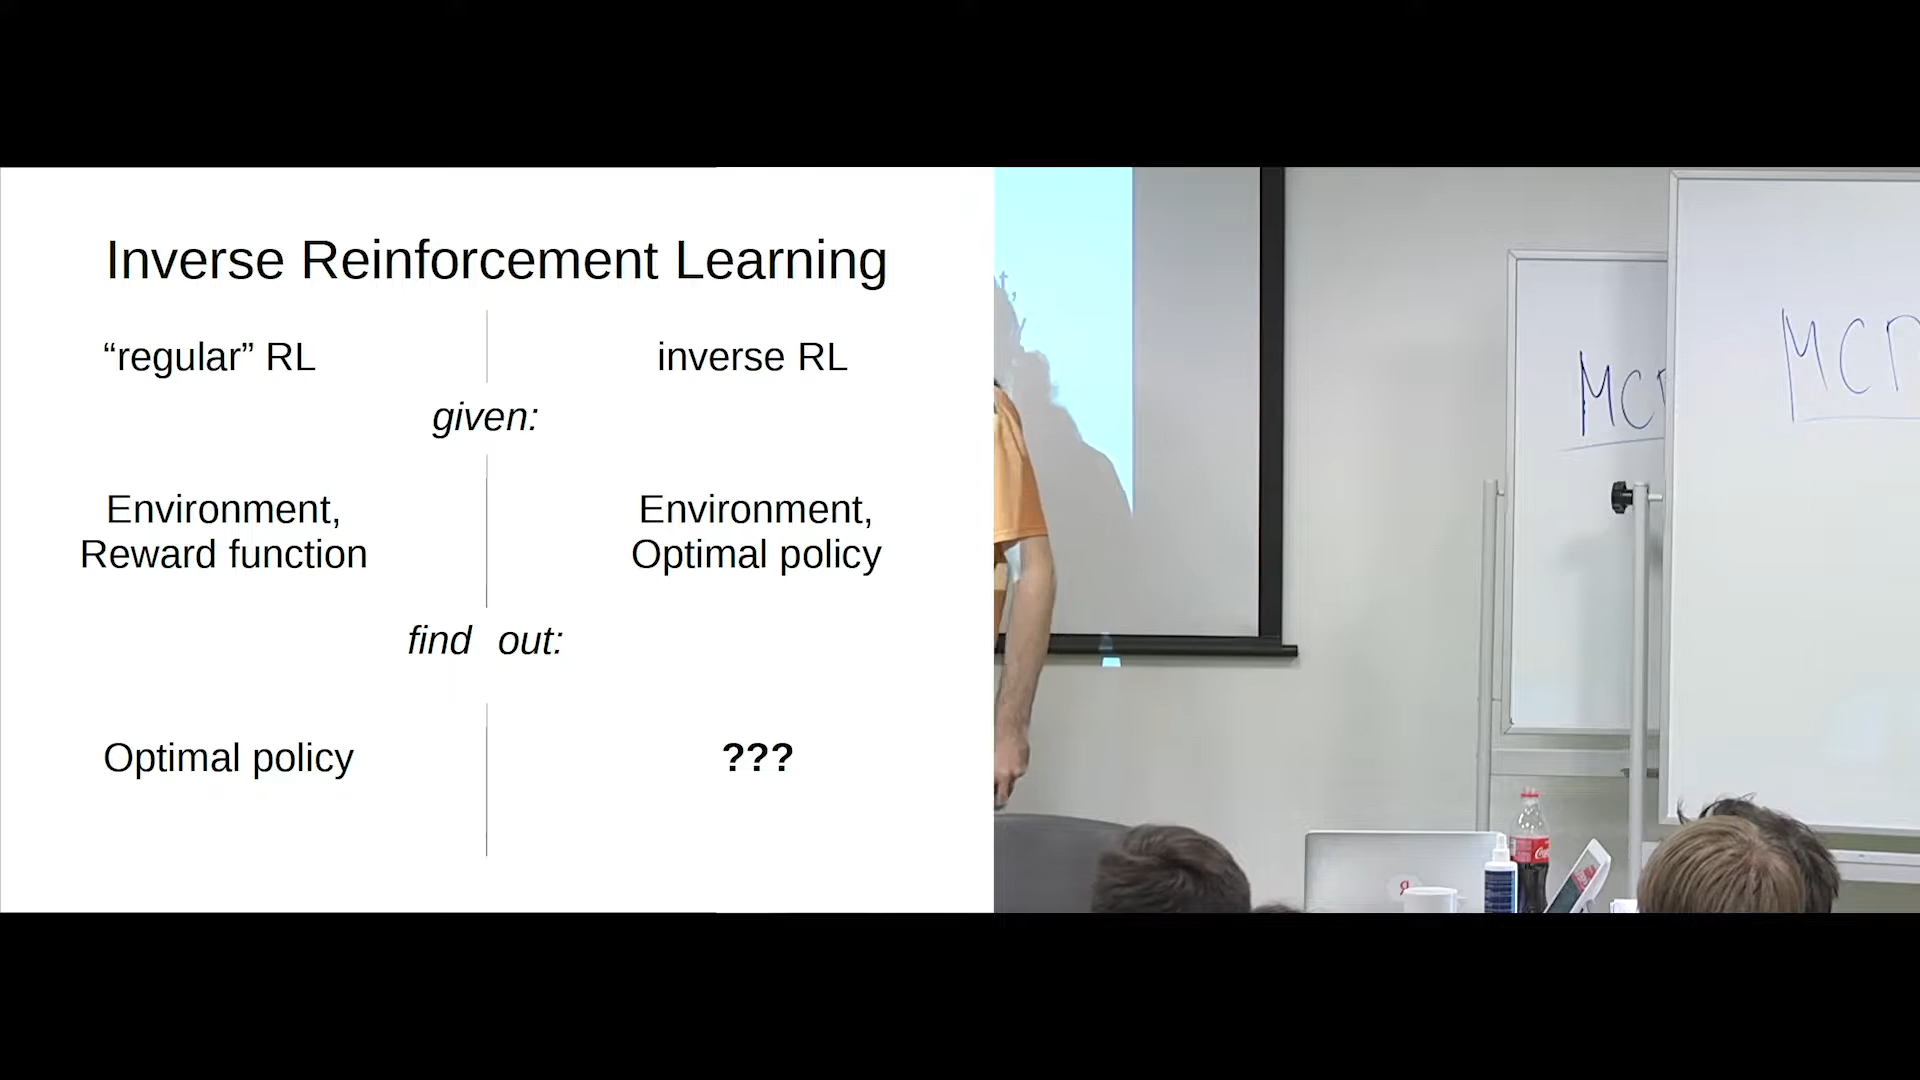 Inverse Reinforcement Learning
“regular” RL
inverse RL
given:
Environment,
Reward function
Environment,
Optimal policy
find out:
Optimal policy
???